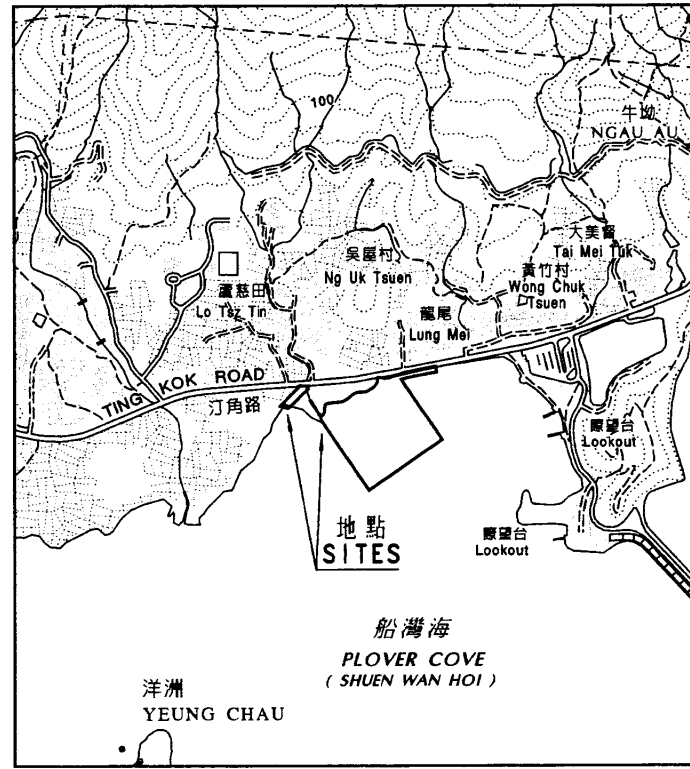 100
牛坳
NGAU AU
大美督
Tai Mei Tuk
吳屋村
Ng Uk Tsuen
黃竹村
Wong Chuk
Tsuen
蘆慈田
Lo Tsz Tin
龍尾
Lung Mei
TING KOK ROAD
汀角路
瞭望台
Lookout
地點
SITES
瞭望台
Lookout
船灣海
PLOVER COVE
( SHUEN WAN HOI )
洋洲
YEUNG CHAU